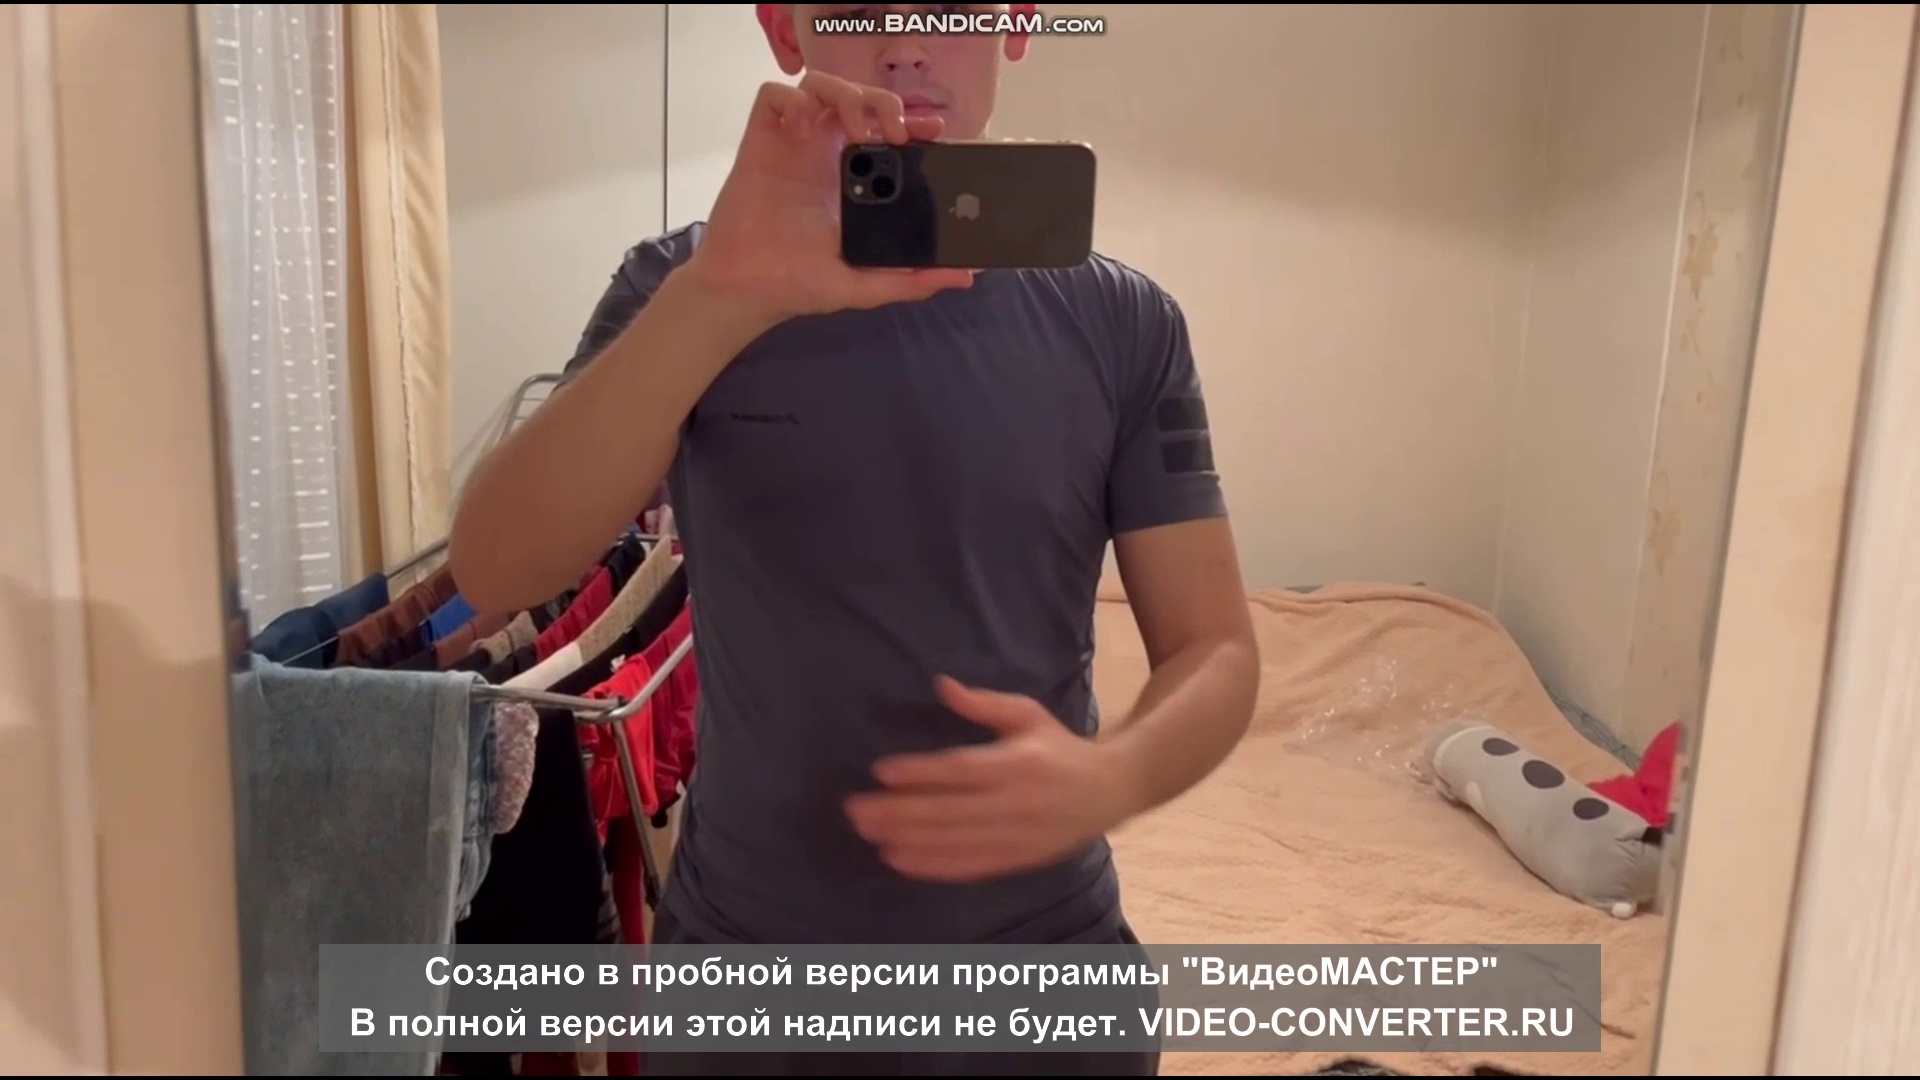 www.BANDICAM.com
Создано в пробной версии программы "ВидеоМАСТЕР"
В полной версии этой надписи не будет. VIDEO-CONVERTER.RU